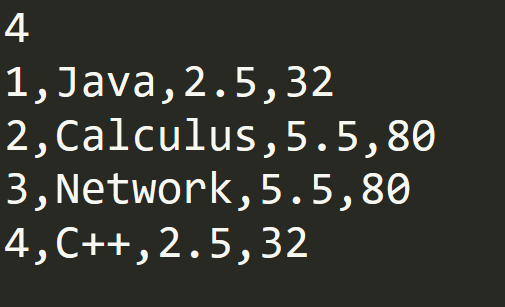 4
1,Java,2.5,32
2,Calculus,5.5,80
3,Network,5.5,80
4,C++,2.5,32